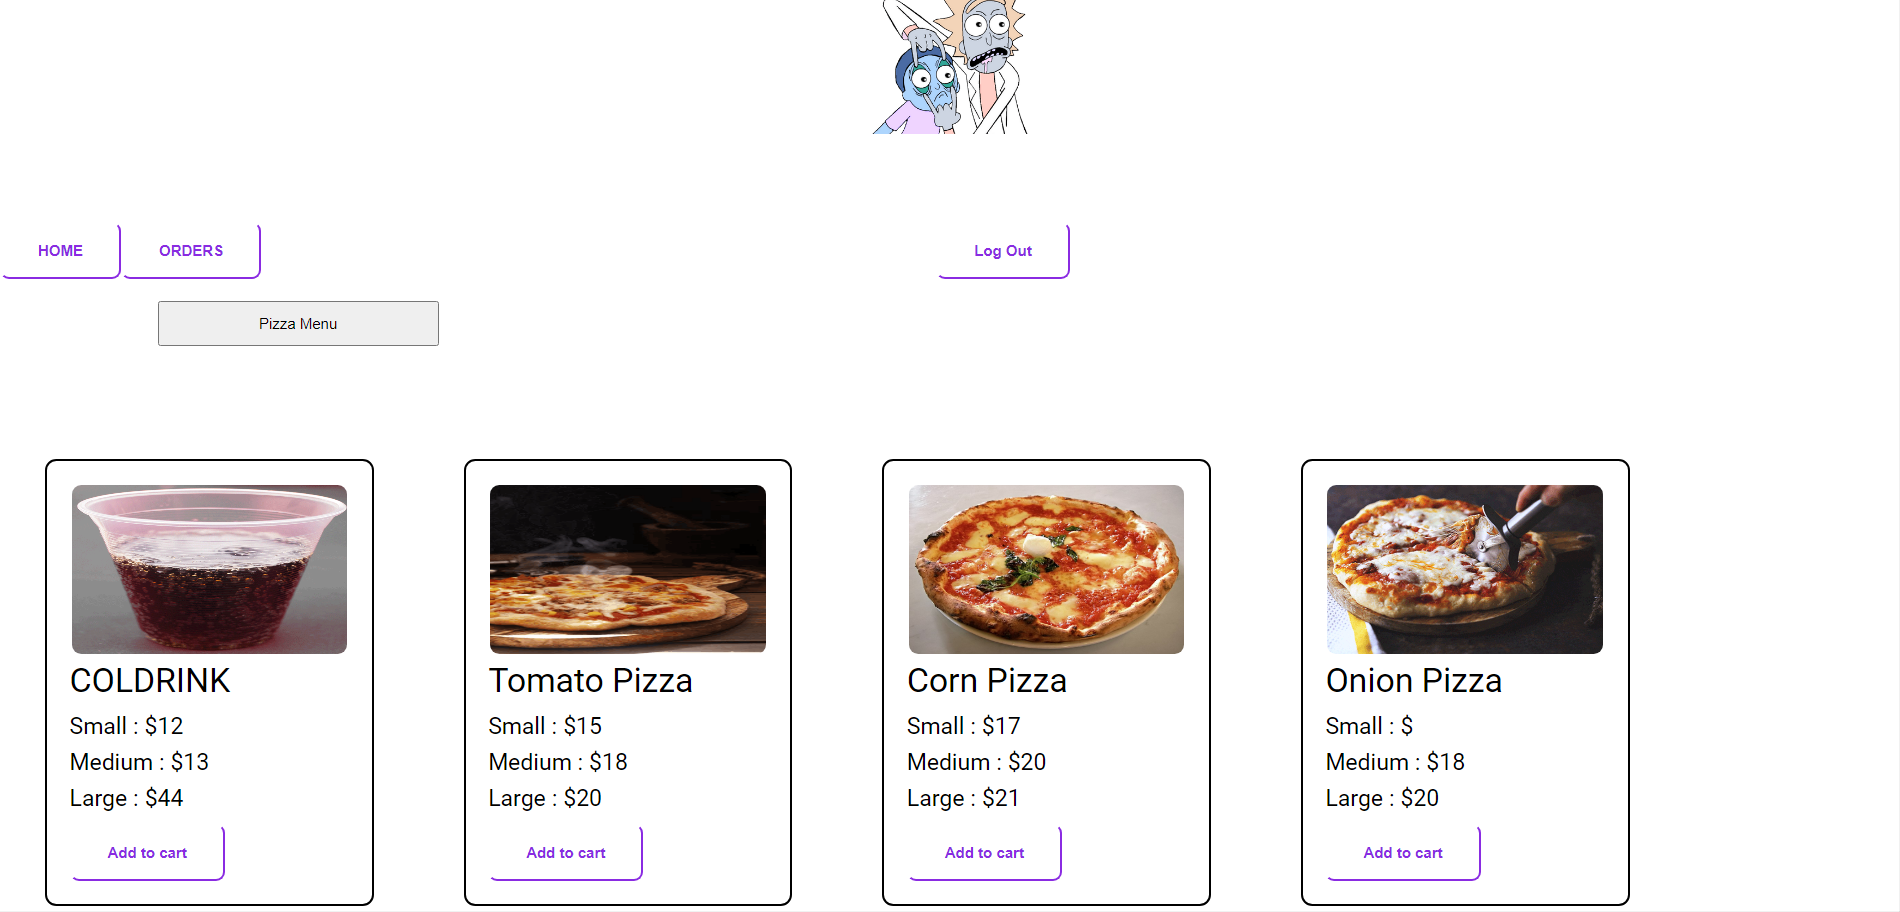 HOME ORDERS Log Out
Pizza Menu
COLDRINK
Small : $12
Medium : $13
Large : $44
Add to cart
Tomato Pizza
Small : $15
Medium : $18
Large : $20
Add to cart
Corn Pizza
Small : $17
Medium : $20
Large : $21
Add to cart
Onion Pizza
Small : $
Medium : $18
Large : $20
Add to cart